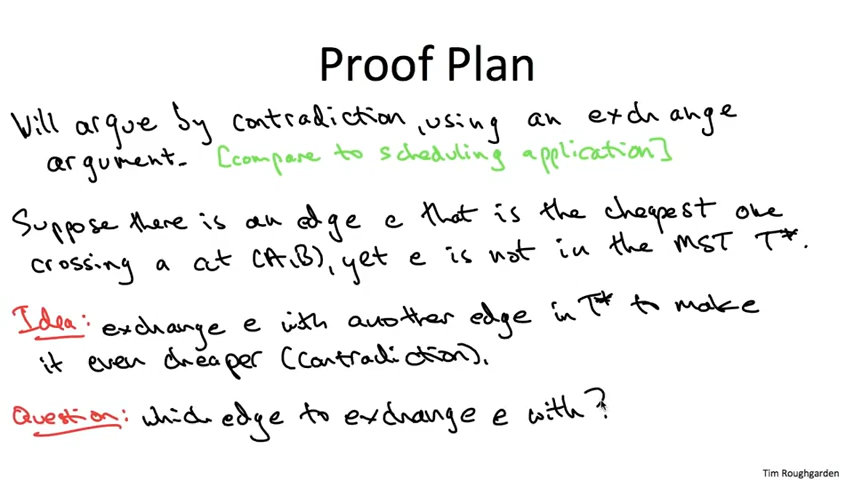 Proof Plan
Will argue by contradiction, using an exchange
argument. [compare to scheduling application]
Suppose there is an edge e that is the cheapest one
crossing a cut (A,B), yet e is not in the MST T*.
Idea: exchange e with another edge in T* to make
it even cheaper (contradiction).
Question: which edge to exchange e with?
Tim Roughgarden